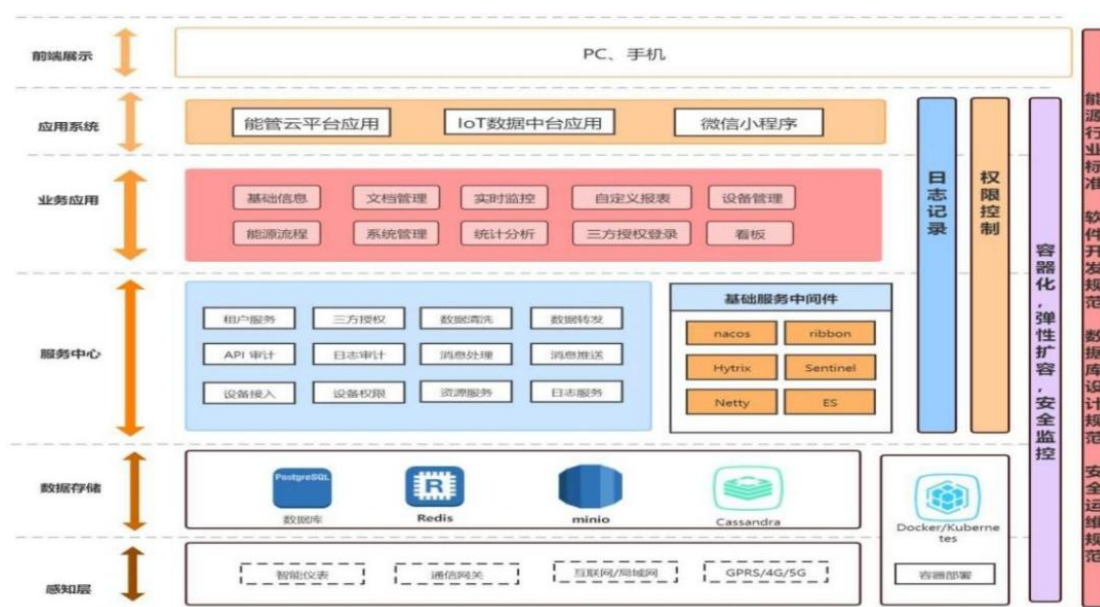 前端展示
PC、手机
应用系统
能管云平台应用
IoT数据中台应用
微信小程序
业务应用
基础信息
文档管理
实时监控
自定义报表
设备管理
能源流程
系统管理
统计分析
三方授权登录
看板
服务中心
租户服务
三方授权
数据清洗
数据转发
API 审计
日志审计
消息处理
消息推送
设备接入
设备权限
资源服务
日志服务
基础服务中间件
nacos
ribbon
Hytrix
Sentinel
Netty
ES
日志记录
权限控制
容器化，弹性扩容，安全监控
能源行业标准
软件开发规范
数据库设计规范
安全运维规范
数据存储
PostgreSQL
数据库
Redis
minio
Cassandra
Docker/Kuberne
tes
感知层
智能仪表
通信网关
互联网/局域网
GPRS/4G/5G
容器部署